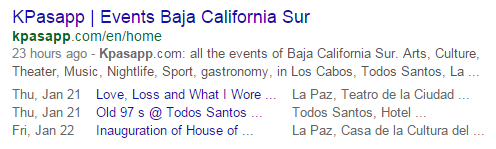 KPasapp | Events Baja California Sur
kpasapp.com/en/home
23 hours ago - Kpasapp.com: all the events of Baja California Sur. Arts, Culture,
Theater, Music, Nightlife, Sport, gastronomy, in Los Cabos, Todos Santos, La ...
Thu, Jan 21 Love, Loss and What I Wore ... La Paz, Teatro de la Ciudad ...
Thu, Jan 21 Old 97 s @ Todos Santos ... Todos Santos, Hotel ...
Fri, Jan 22 Inauguration of House of ... La Paz, Casa de la Cultura del ...